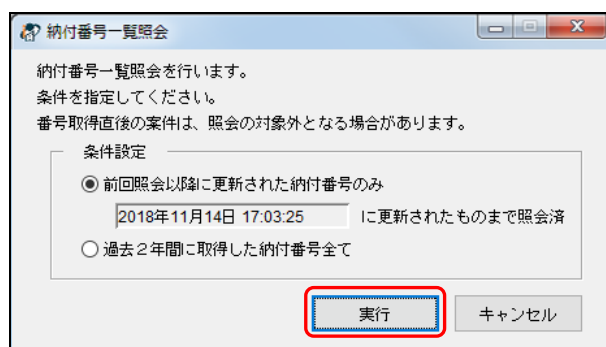 納付番号一覧照会
納付番号一覧照会を行います。
条件を指定してください。
番号取得直後の案件は、照会の対象外となる場合があります。
条件設定
前回照会以降に更新された納付番号のみ
2018年11月14日 17:03:25 に更新されたものまで照会済
過去２年間に取得した納付番号全て
実行 キャンセル